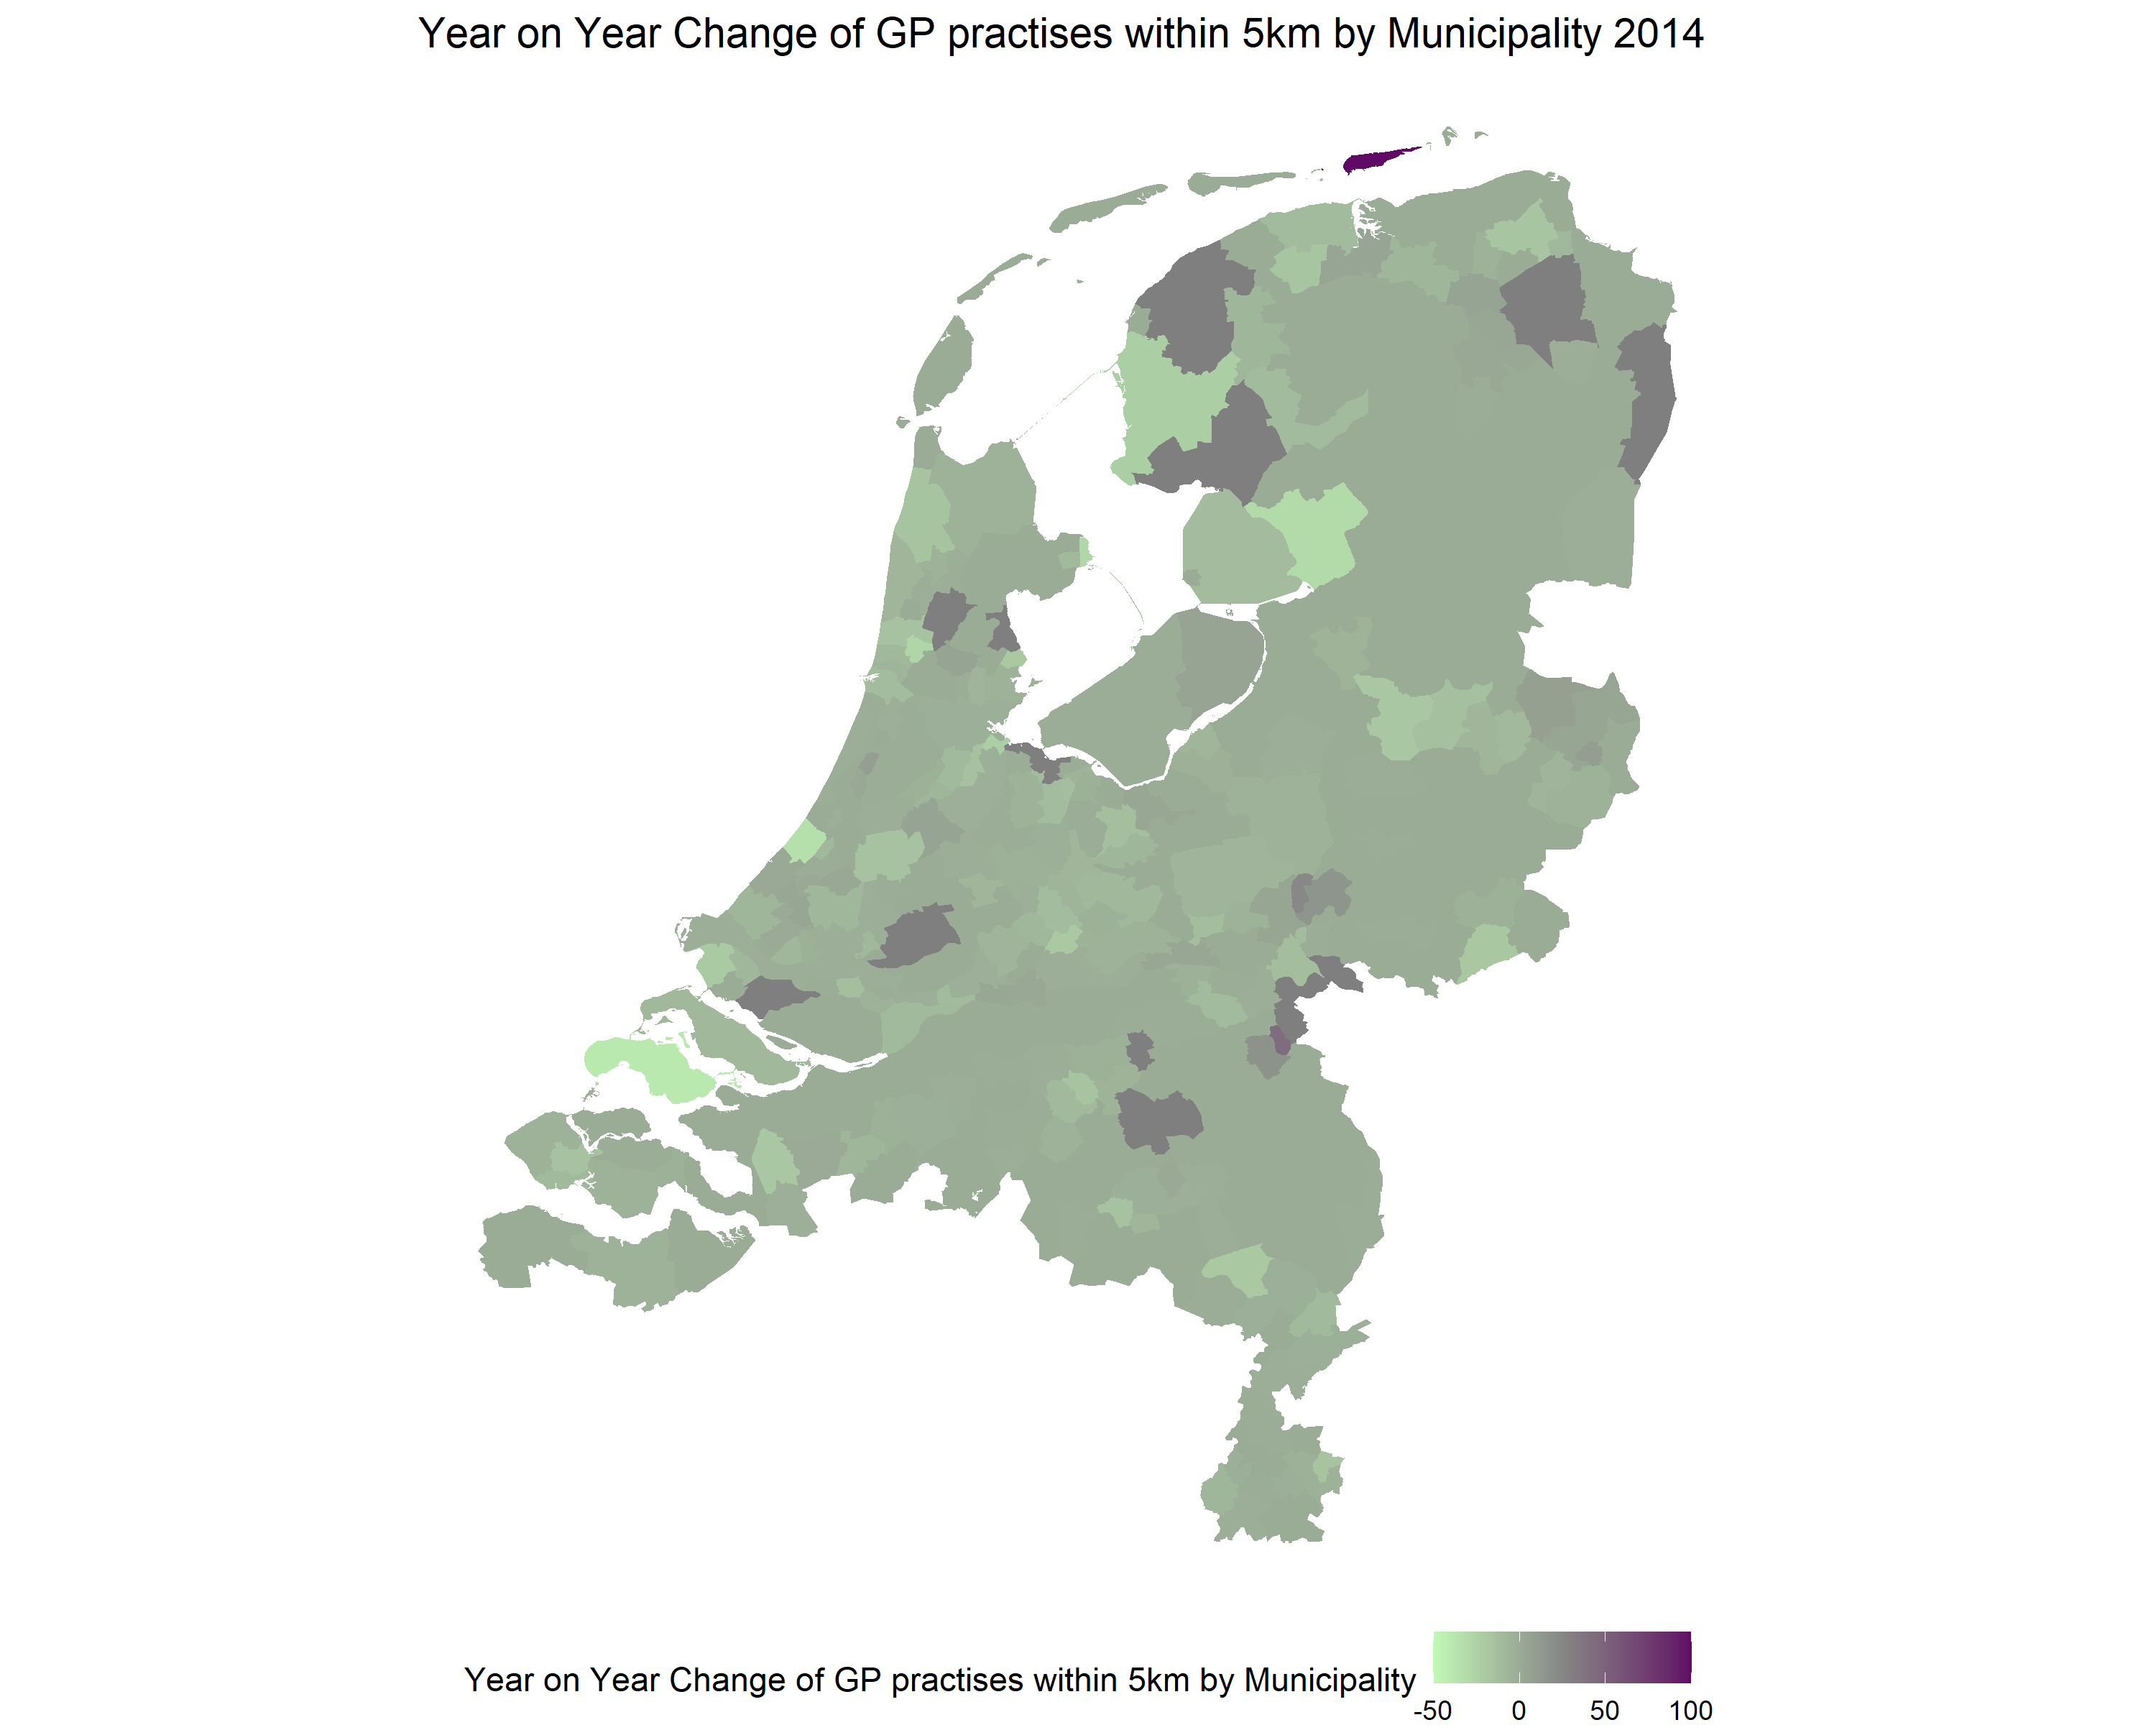 Year on Year Change of GP practises within 5km by Municipality 2014
Year on Year Change of GP practises within 5km by Municipality
-50 0 50 100